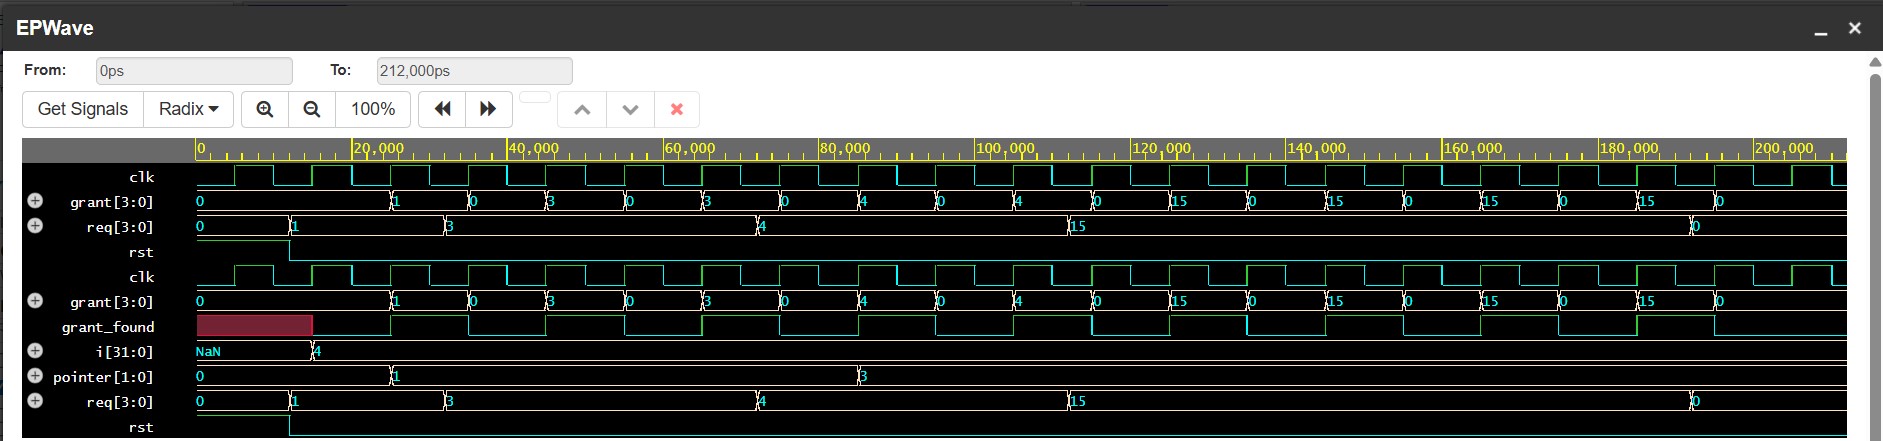 EPWave
From: 0ps To: 212,000ps
Get Signals Radix 100%
0 20,000 40,000 60,000 80,000 100,000 120,000 140,000 160,000 180,000 200,000
clk
grant[3:0] 0 1 0 3 0 3 0 4 0 4 0 15 0 15 0 15 0 15 0
req[3:0] 0 1 3 4 15 0
rst
clk
grant[3:0] 0 1 0 3 0 3 0 4 0 4 0 15 0 15 0 15 0 15 0
grant_found
i[31:0] NaN 4
pointer[1:0] 0 1 3
req[3:0] 0 1 3 4 15 0
rst